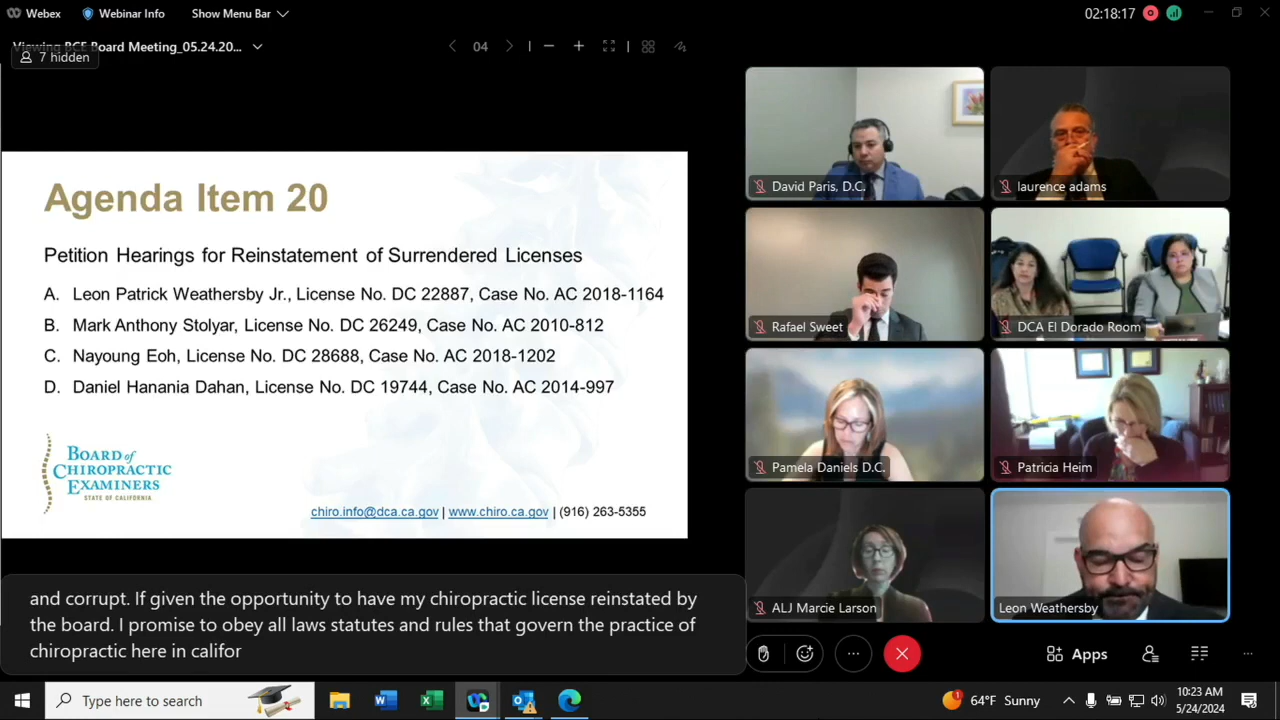 Webex
Webinar Info
Show Menu Bar
02:18:17
Viewing BCE Board Meeting_05.24.20...
04
7 hidden
Agenda Item 20
Petition Hearings for Reinstatement of Surrendered Licenses
A. Leon Patrick Weathersby Jr., License No. DC 22887, Case No. AC 2018-1164
B. Mark Anthony Stolyar, License No. DC 26249, Case No. AC 2010-812
C. Nayoung Eoh, License No. DC 28688, Case No. AC 2018-1202
D. Daniel Hanania Dahan, License No. DC 19744, Case No. AC 2014-997
BOARD of
CHIROPRACTIC
EXAMINERS
STATE OF CALIFORNIA
chiro.info@dca.ca.gov | www.chiro.ca.gov | (916) 263-5355
David Paris, D.C.
laurence adams
Rafael Sweet
DCA El Dorado Room
Pamela Daniels D.C.
Patricia Heim
ALJ Marcie Larson
Leon Weathersby
and corrupt. If given the opportunity to have my chiropractic license reinstated by
the board. I promise to obey all laws statutes and rules that govern the practice of
chiropractic here in califor
Apps
Type here to search
1
64°F Sunny
10:23 AM
5/24/2024